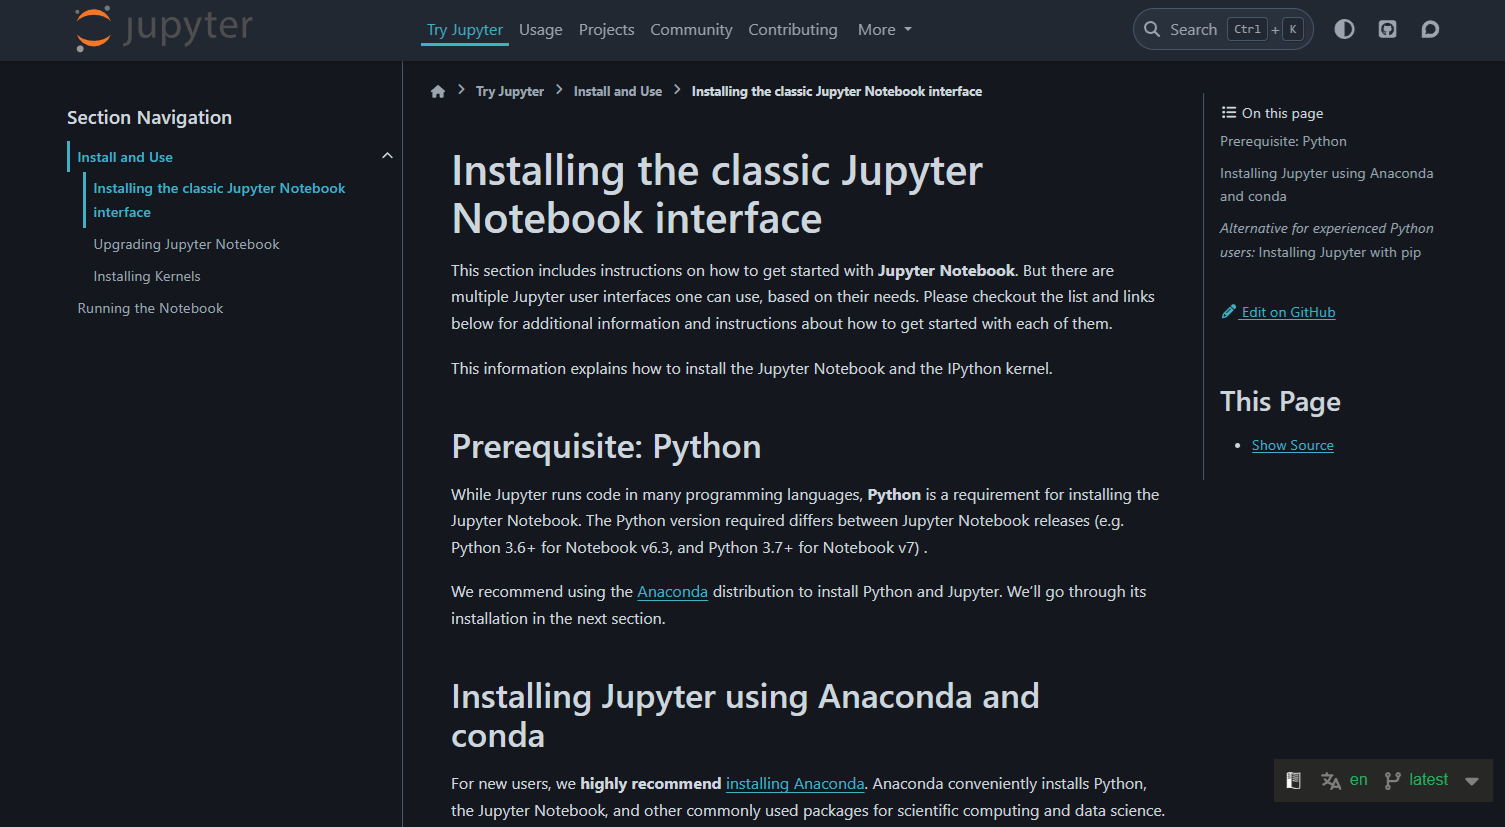 jupyter
Try Jupyter Usage Projects Community Contributing More
Search Ctrl + K
Section Navigation
Install and Use
Installing the classic Jupyter Notebook
interface
Upgrading Jupyter Notebook
Installing Kernels
Running the Notebook
Try Jupyter Install and Use Installing the classic Jupyter Notebook interface
Installing the classic Jupyter
Notebook interface
This section includes instructions on how to get started with Jupyter Notebook. But there are
multiple Jupyter user interfaces one can use, based on their needs. Please checkout the list and links
below for additional information and instructions about how to get started with each of them.
This information explains how to install the Jupyter Notebook and the IPython kernel.
Prerequisite: Python
While Jupyter runs code in many programming languages, Python is a requirement for installing the
Jupyter Notebook. The Python version required differs between Jupyter Notebook releases (e.g.
Python 3.6+ for Notebook v6.3, and Python 3.7+ for Notebook v7) .
We recommend using the Anaconda distribution to install Python and Jupyter. We’ll go through its
installation in the next section.
Installing Jupyter using Anaconda and
conda
For new users, we highly recommend installing Anaconda. Anaconda conveniently installs Python,
the Jupyter Notebook, and other commonly used packages for scientific computing and data science.
On this page
Prerequisite: Python
Installing Jupyter using Anaconda
and conda
Alternative for experienced Python
users: Installing Jupyter with pip
Edit on GitHub
This Page
Show Source
en latest